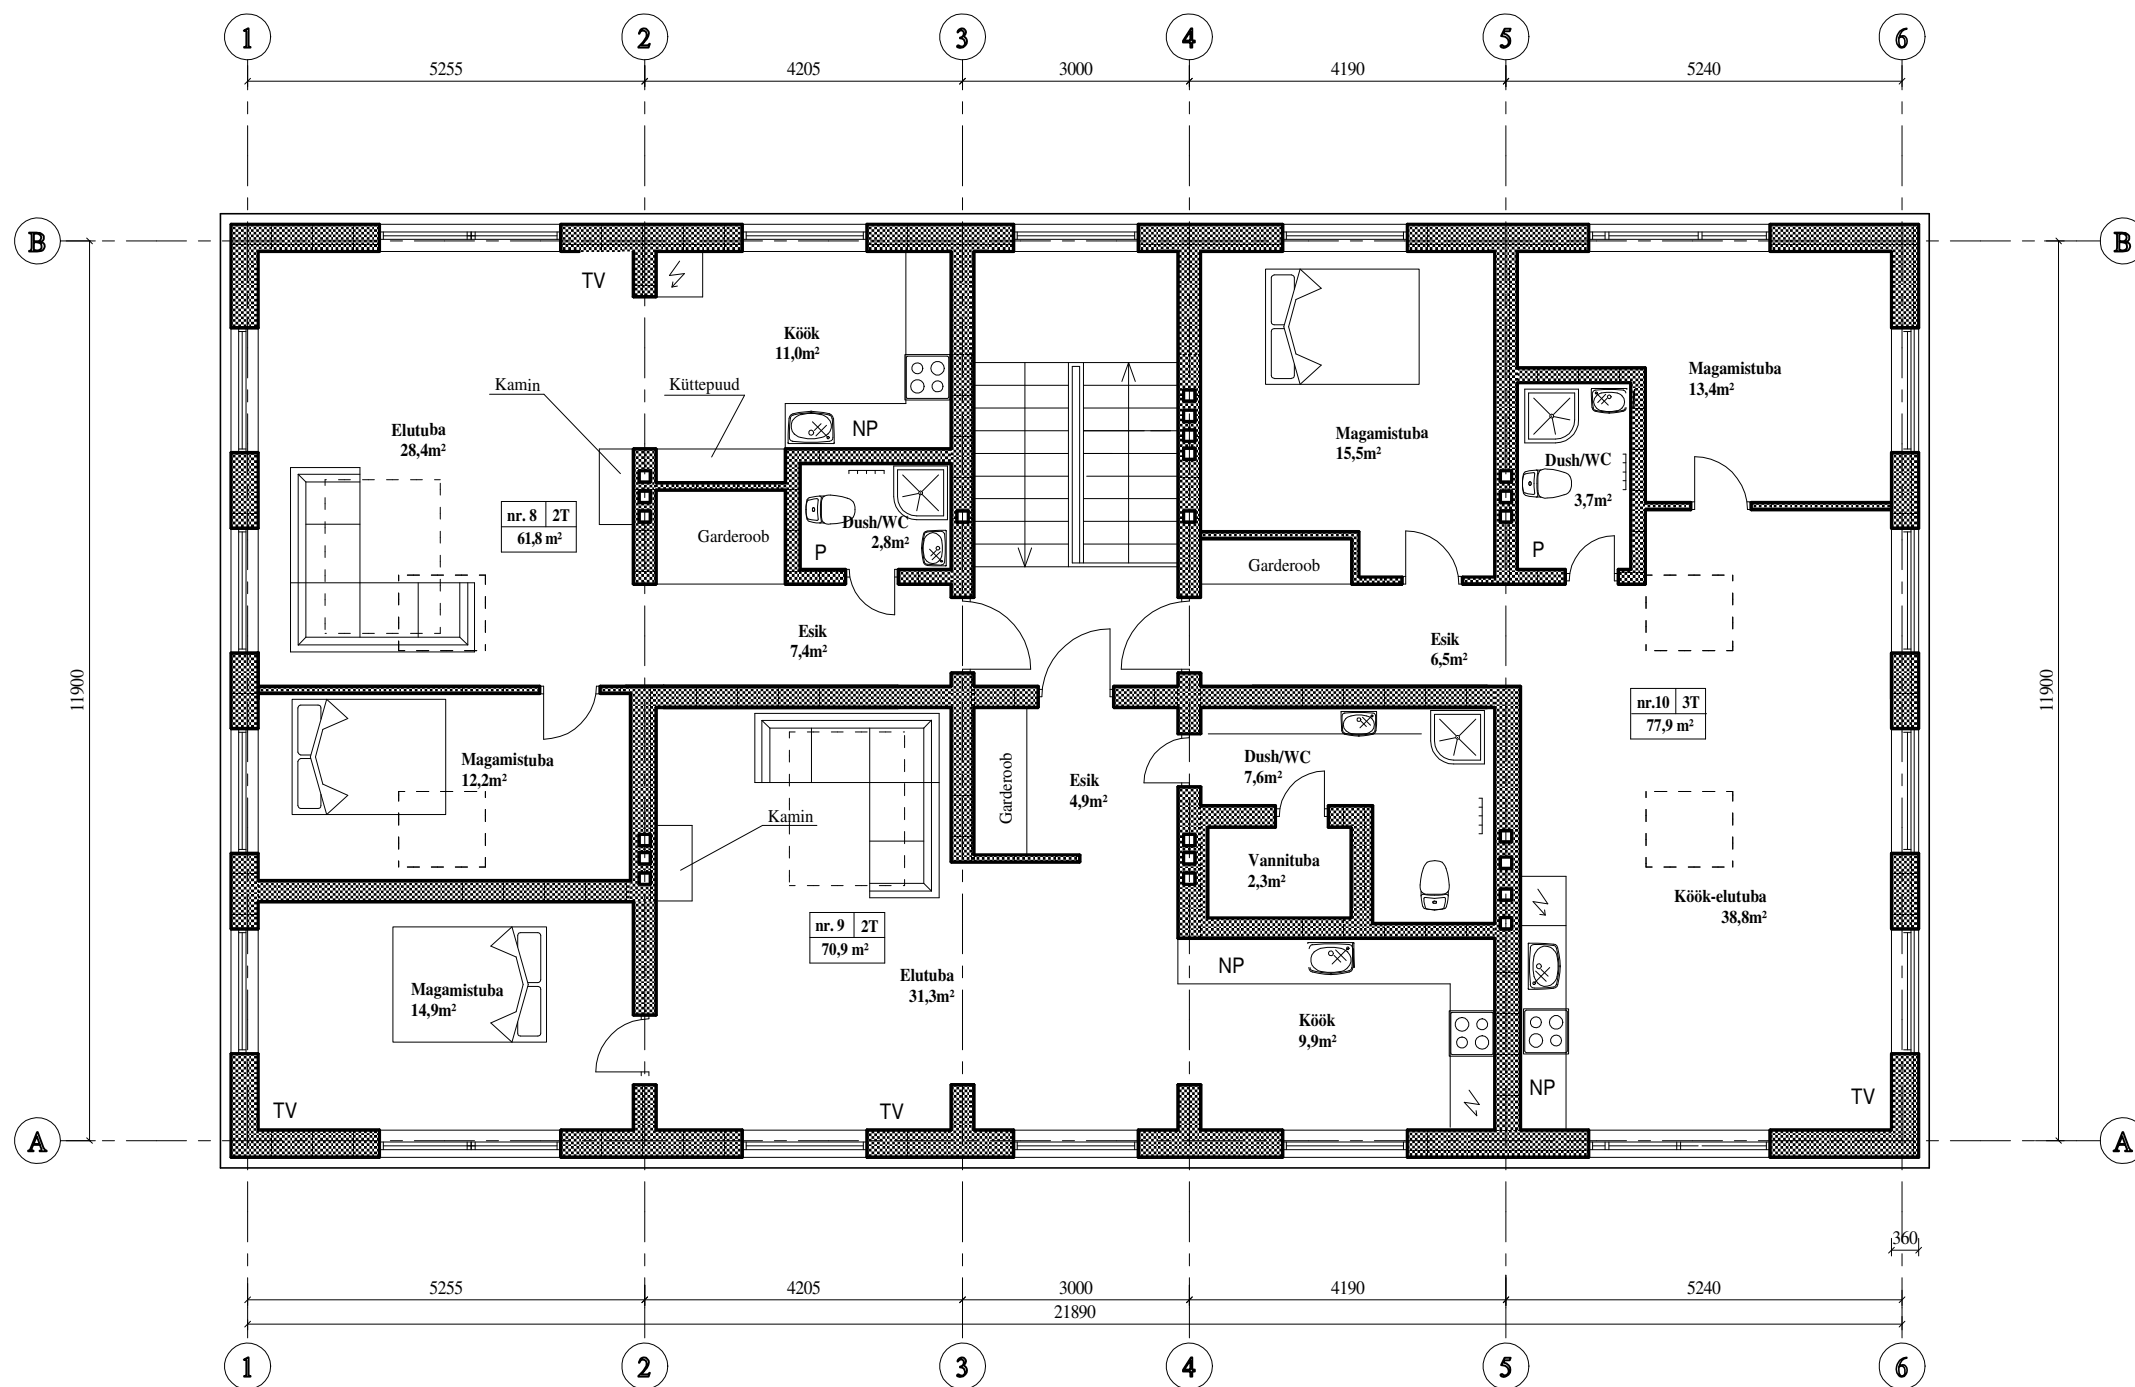 1 2 3 4 5 6
5255 4205 3000 4190 5240
B B
TV
Köök
11,0m²
Kamin
Küttepuud
Elutuba
28,4m²
NP
nr. 8 2T
61,8 m²
Garderoob
Dush/WC
2,8m²
P
Esik
7,4m²
Magamistuba
15,5m²
Garderoob
Magamistuba
13,4m²
Dush/WC
3,7m²
P
Esik
6,5m²
11900
11900
nr.10 3T
77,9 m²
Magamistuba
12,2m²
Kamin
Garderoob
Esik
4,9m²
Dush/WC
7,6m²
Vannituba
2,3m²
Köök-elutuba
38,8m²
nr. 9 2T
70,9 m²
Elutuba
31,3m²
Magamistuba
14,9m²
NP
Köök
9,9m²
NP
TV
TV
TV
A A
360
5255 4205 3000 4190 5240
21890
1 2 3 4 5 6